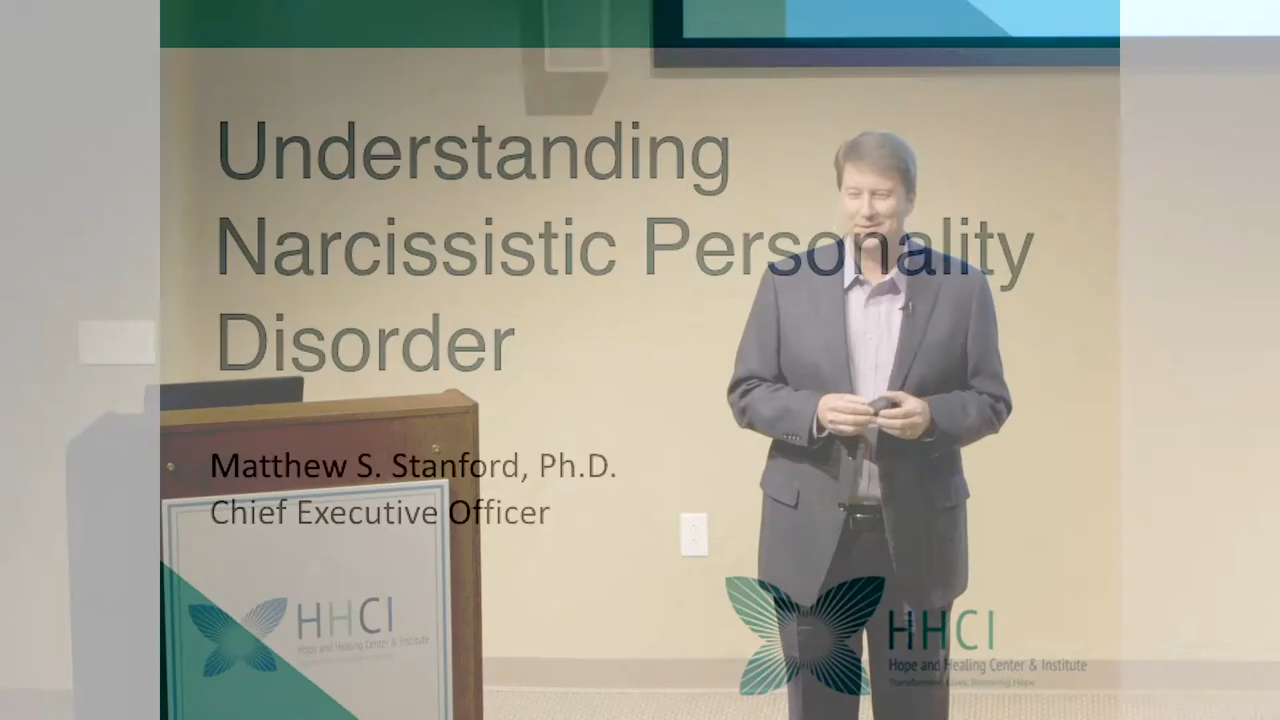 Understanding
Narcissistic Personality
Disorder
Matthew S. Stanford, Ph.D.
Chief Executive Officer
HHCI
Hope and Healing Center & Institute
HHCI
Hope and Healing Center & Institute
Transforming Lives, Restoring Hope